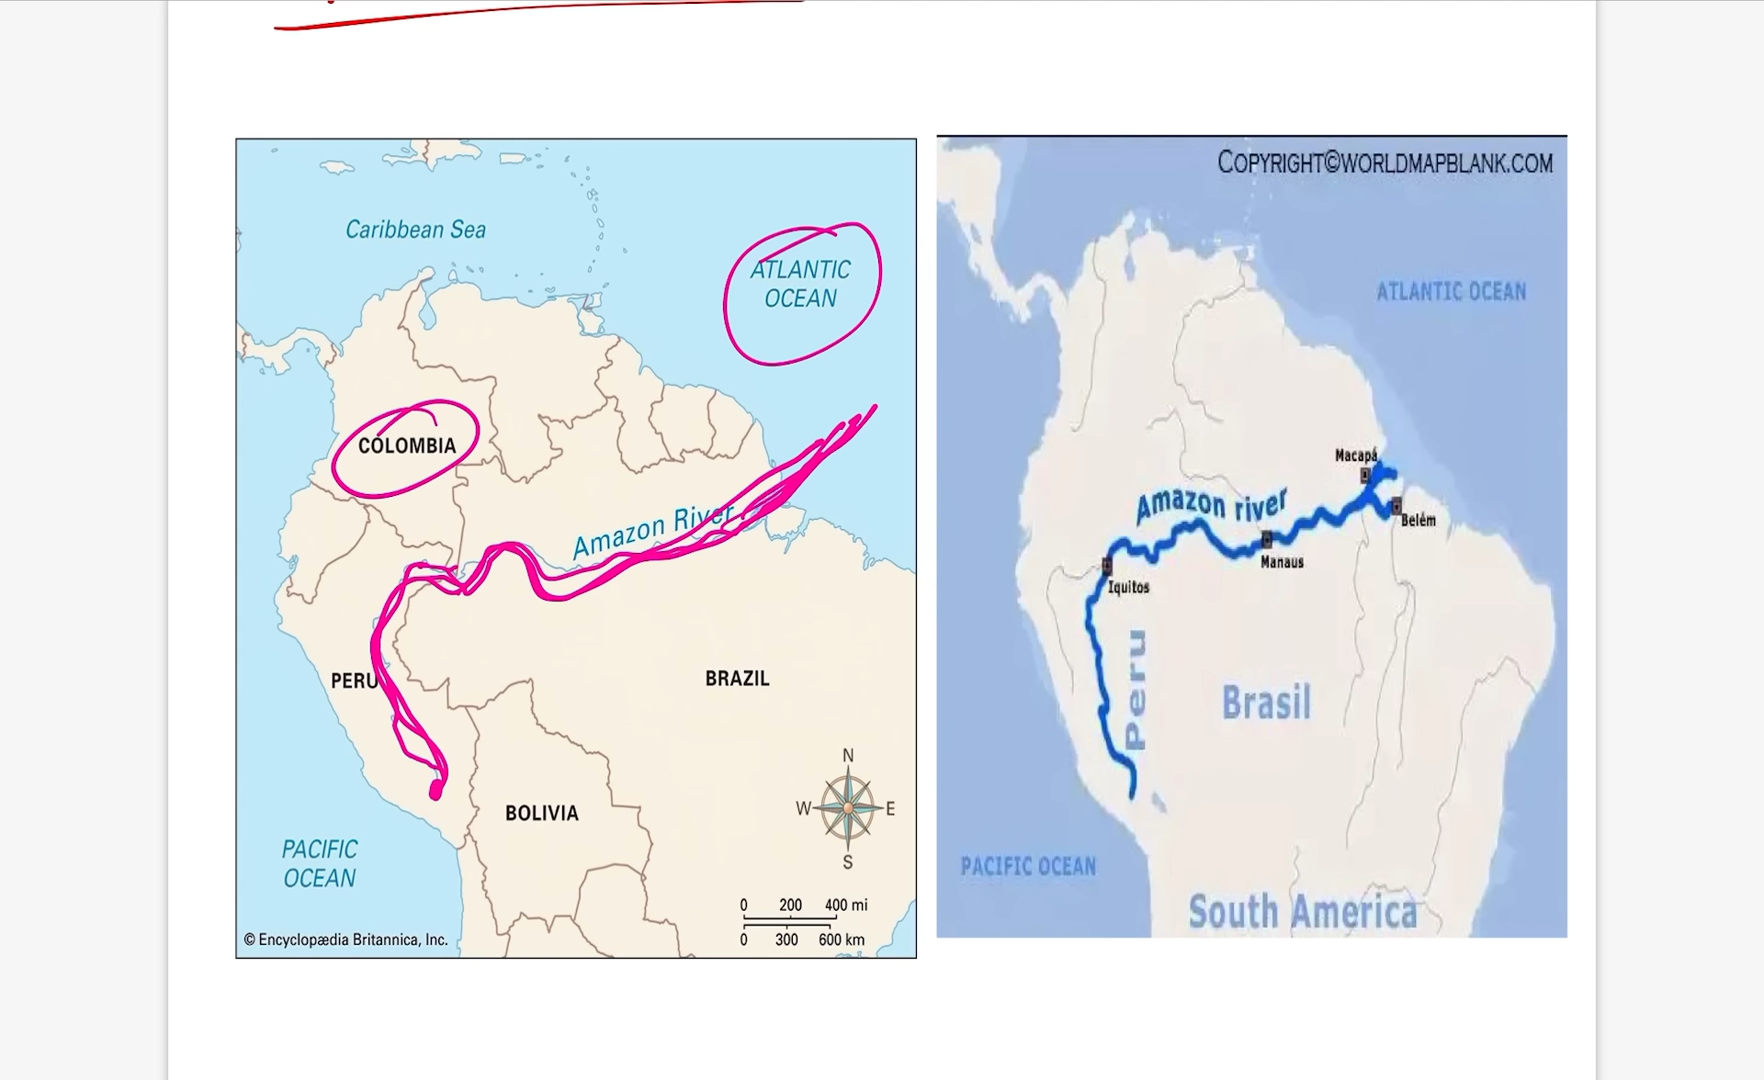 Caribbean Sea
ATLANTIC
OCEAN
COLOMBIA
Amazon River
PERU
BRAZIL
BOLIVIA
N
W
E
S
PACIFIC
OCEAN
0 200 400 mi
0 300 600 km
© Encyclopædia Britannica, Inc.
COPYRIGHT©WORLDMAPBLANK.COM
ATLANTIC OCEAN
Macapá
Amazon river
Belém
Manaus
Iquitos
Peru
Brasil
PACIFIC OCEAN
South America